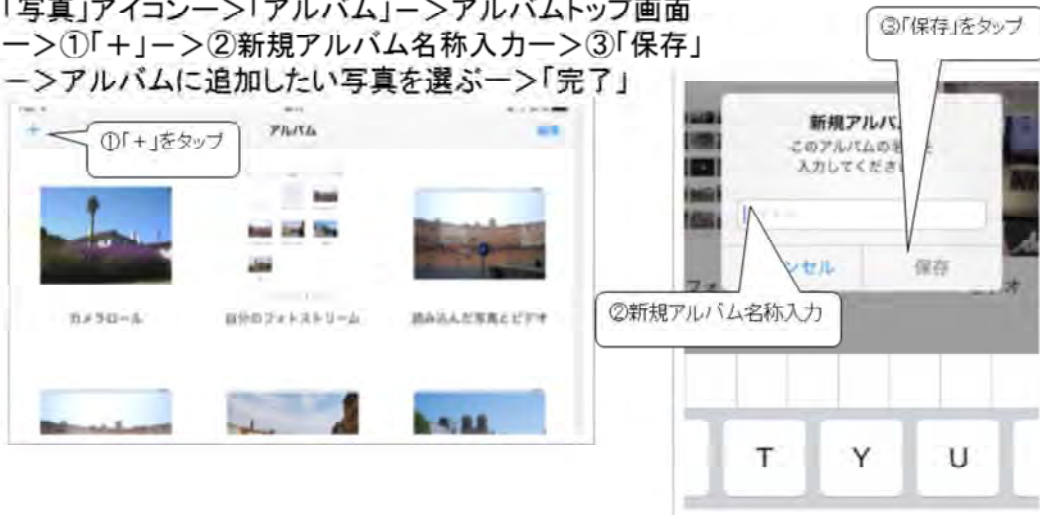 「写真」アイコンー＞「アルバム」－＞アルバムトップ画面
ー＞①「＋」－＞②新規アルバム名称入力ー＞③「保存」
－＞アルバムに追加したい写真を選ぶー＞「完了」
③「保存」をタップ
①「＋」をタップ
アルバム
編集
カメラロール
自分のフォトストリーム
読み込んだ写真とビデオ
新規アルバ
このアルバムの名
入力してくださ
ンセル
保存
②新規アルバム名称入力
T Y U